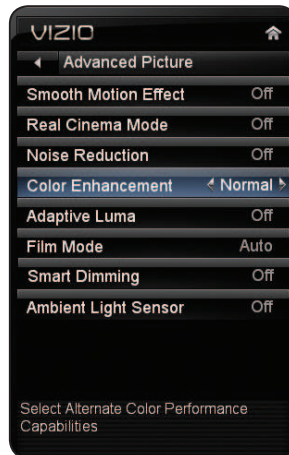 VIZIO
Advanced Picture
Smooth Motion Effect Off
Real Cinema Mode Off
Noise Reduction Off
Color Enhancement Normal
Adaptive Luma Off
Film Mode Auto
Smart Dimming Off
Ambient Light Sensor Off
Select Alternate Color Performance
Capabilities